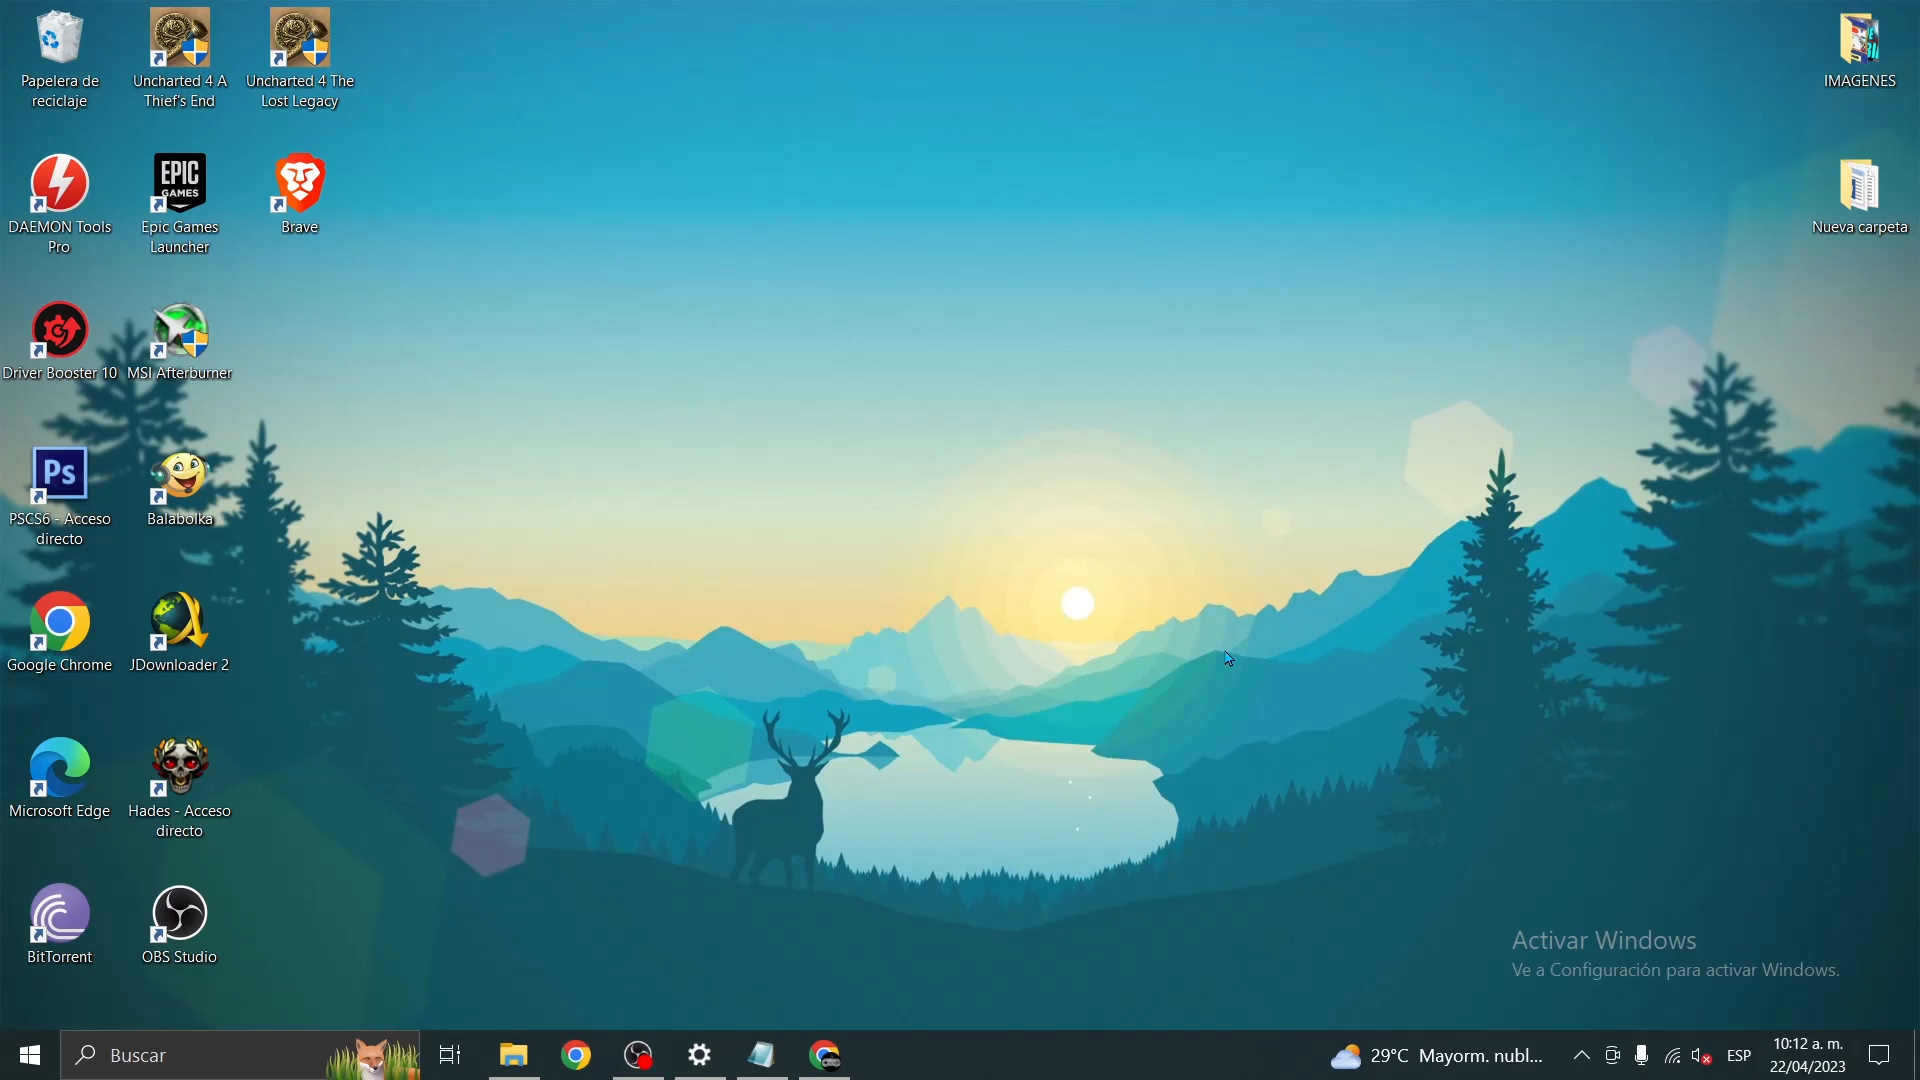 Papelera de
reciclaje
Uncharted 4 A
Thief's End
Uncharted 4 The
Lost Legacy
IMAGENES
DAEMON Tools
Pro
EPIC
GAMES
Epic Games
Launcher
Brave
Nueva carpeta
Driver Booster 10
MSI Afterburner
Ps
PSCS6 - Acceso
directo
Balabolka
Google Chrome
JDownloader 2
Microsoft Edge
Hades - Acceso
directo
BitTorrent
OBS Studio
Activar Windows
Ve a Configuración para activar Windows.
Buscar
29°C Mayorm. nubl...
ESP
10:12 a. m.
22/04/2023